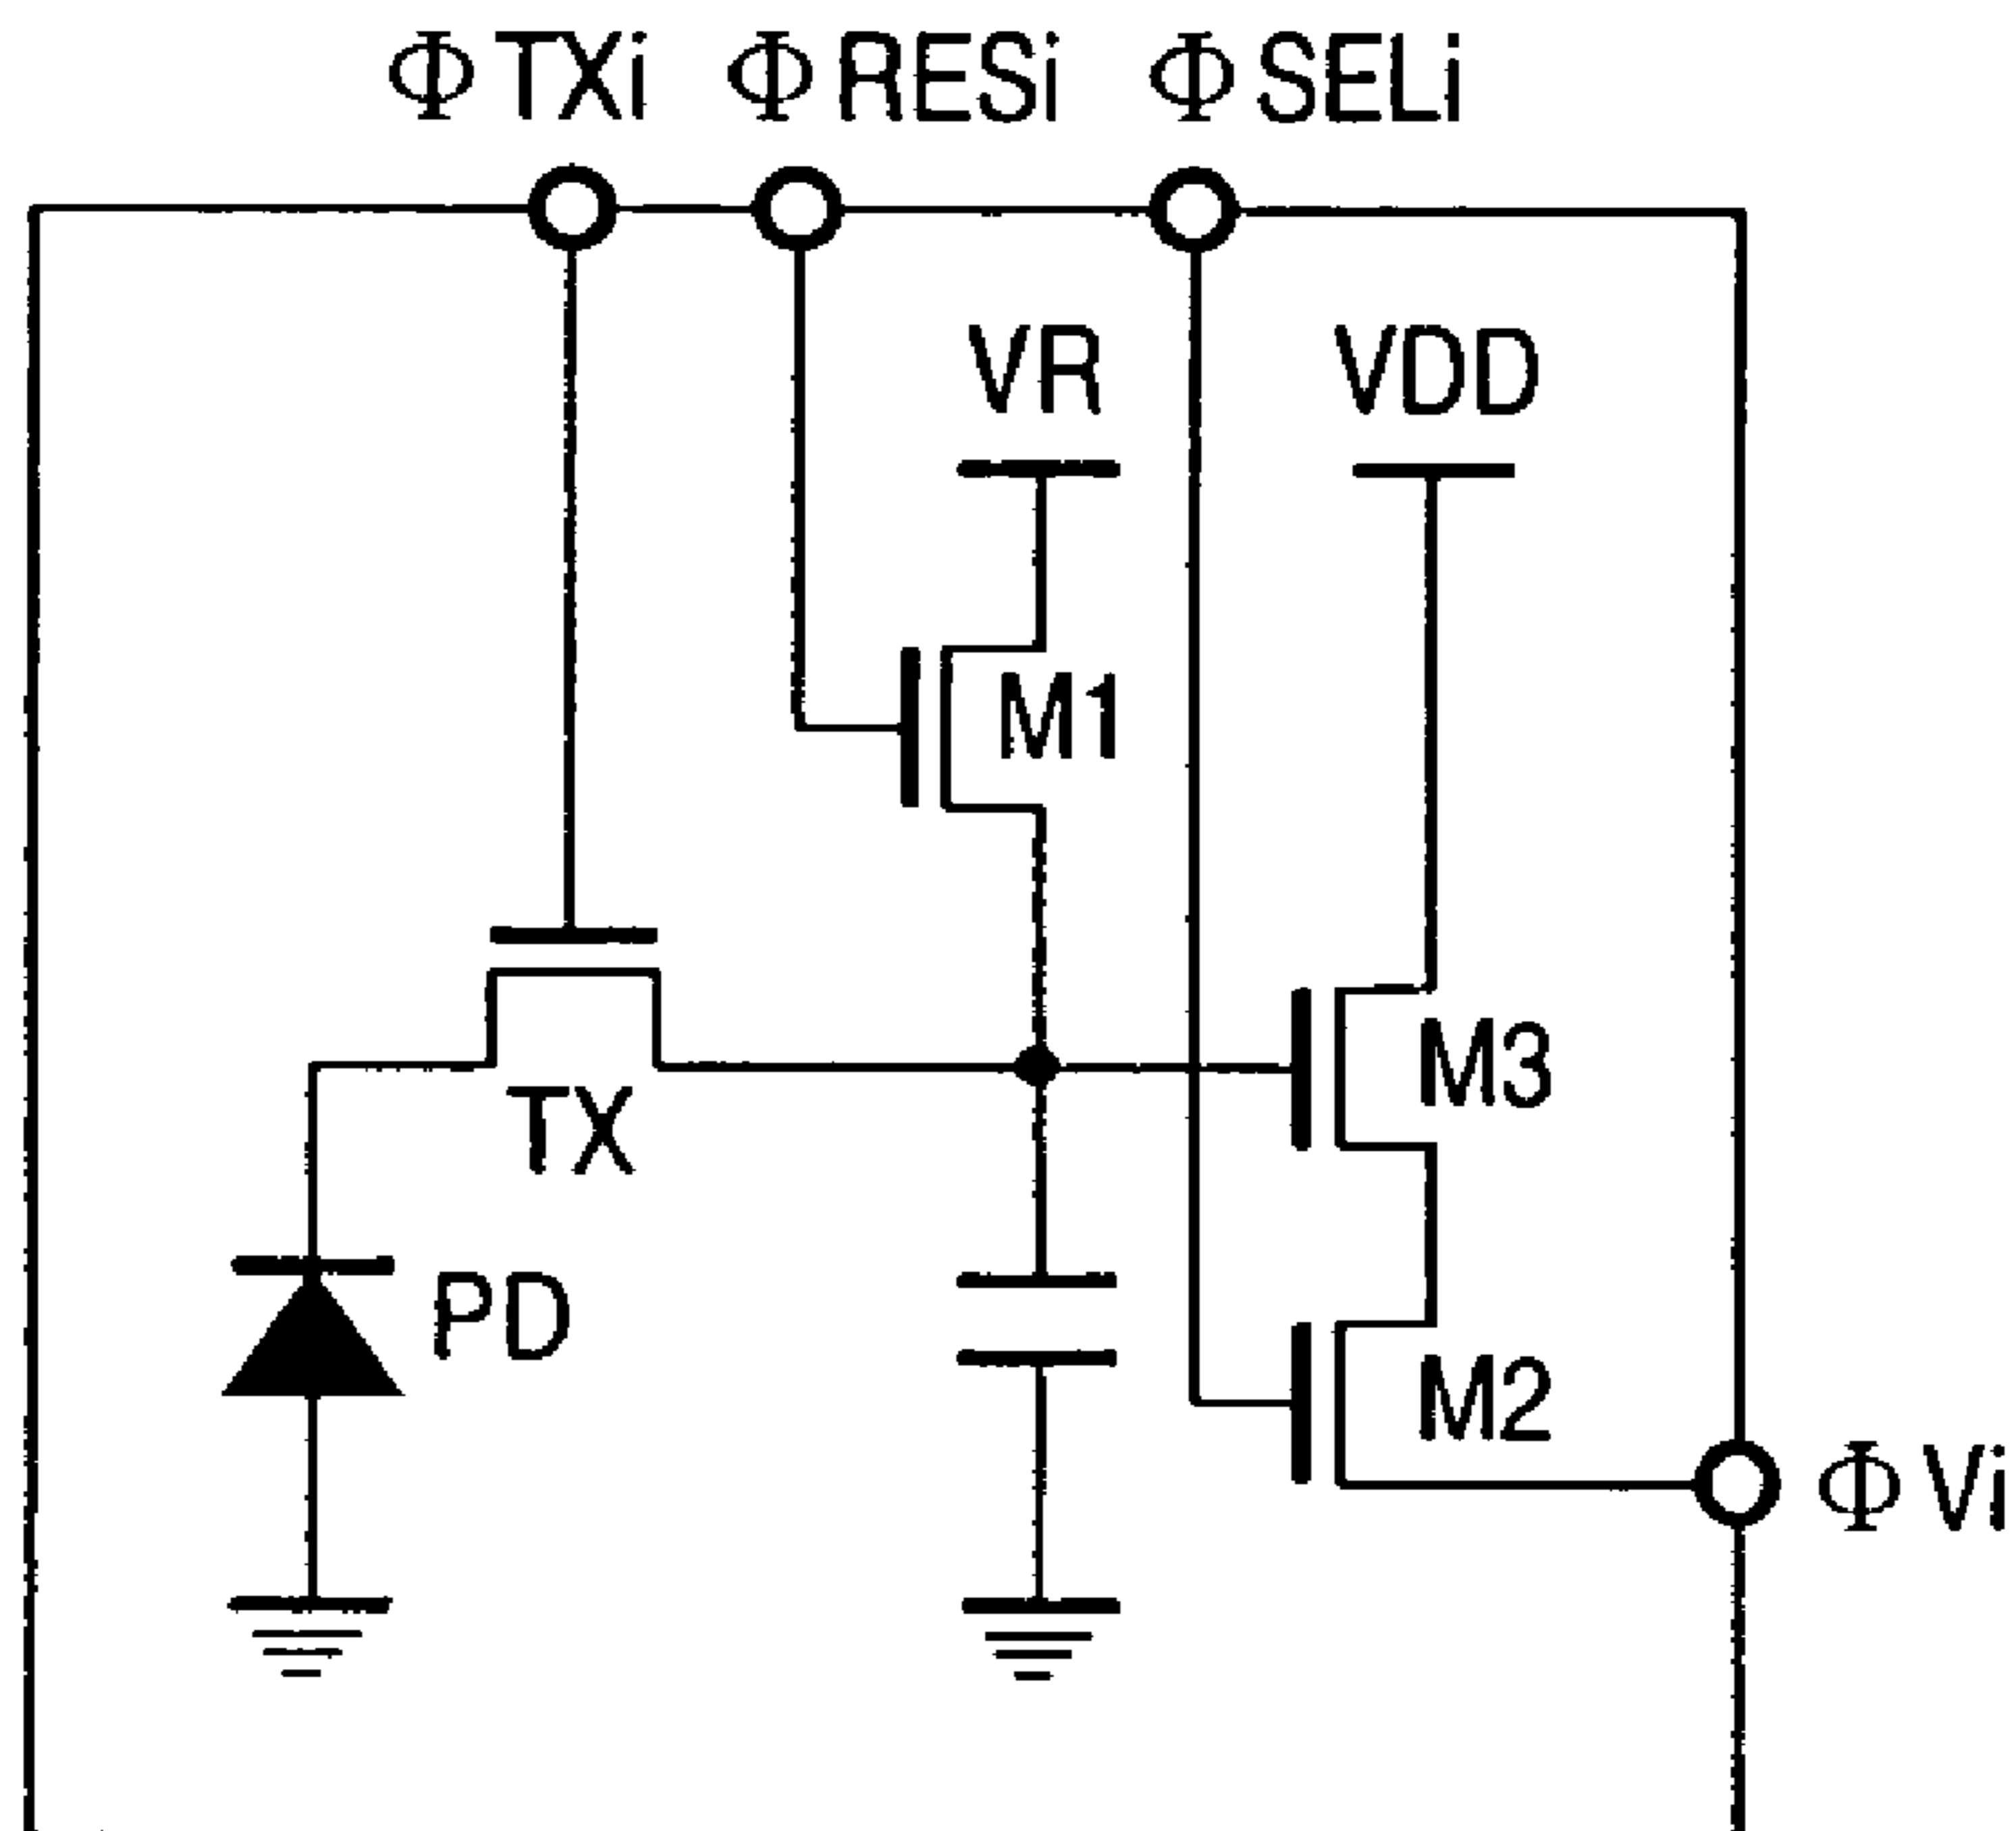 ΦTXi ΦRESi ΦSELi
VR VDD
M1
M3
TX
PD
M2
ΦVi